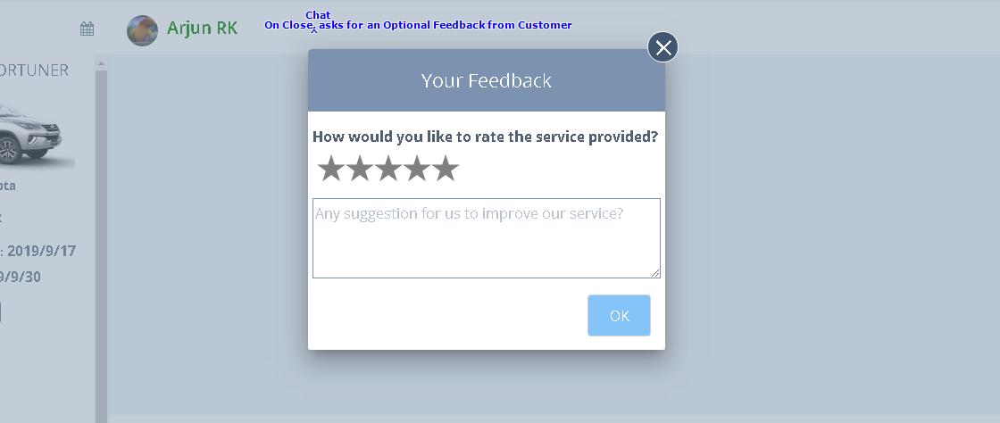 Chat
On Close, asks for an Optional Feedback from Customer
^
Arjun RK
ORTUNER
Your Feedback
How would you like to rate the service provided?
Any suggestion for us to improve our service?
OK
ota
: 2019/9/17
9/9/30